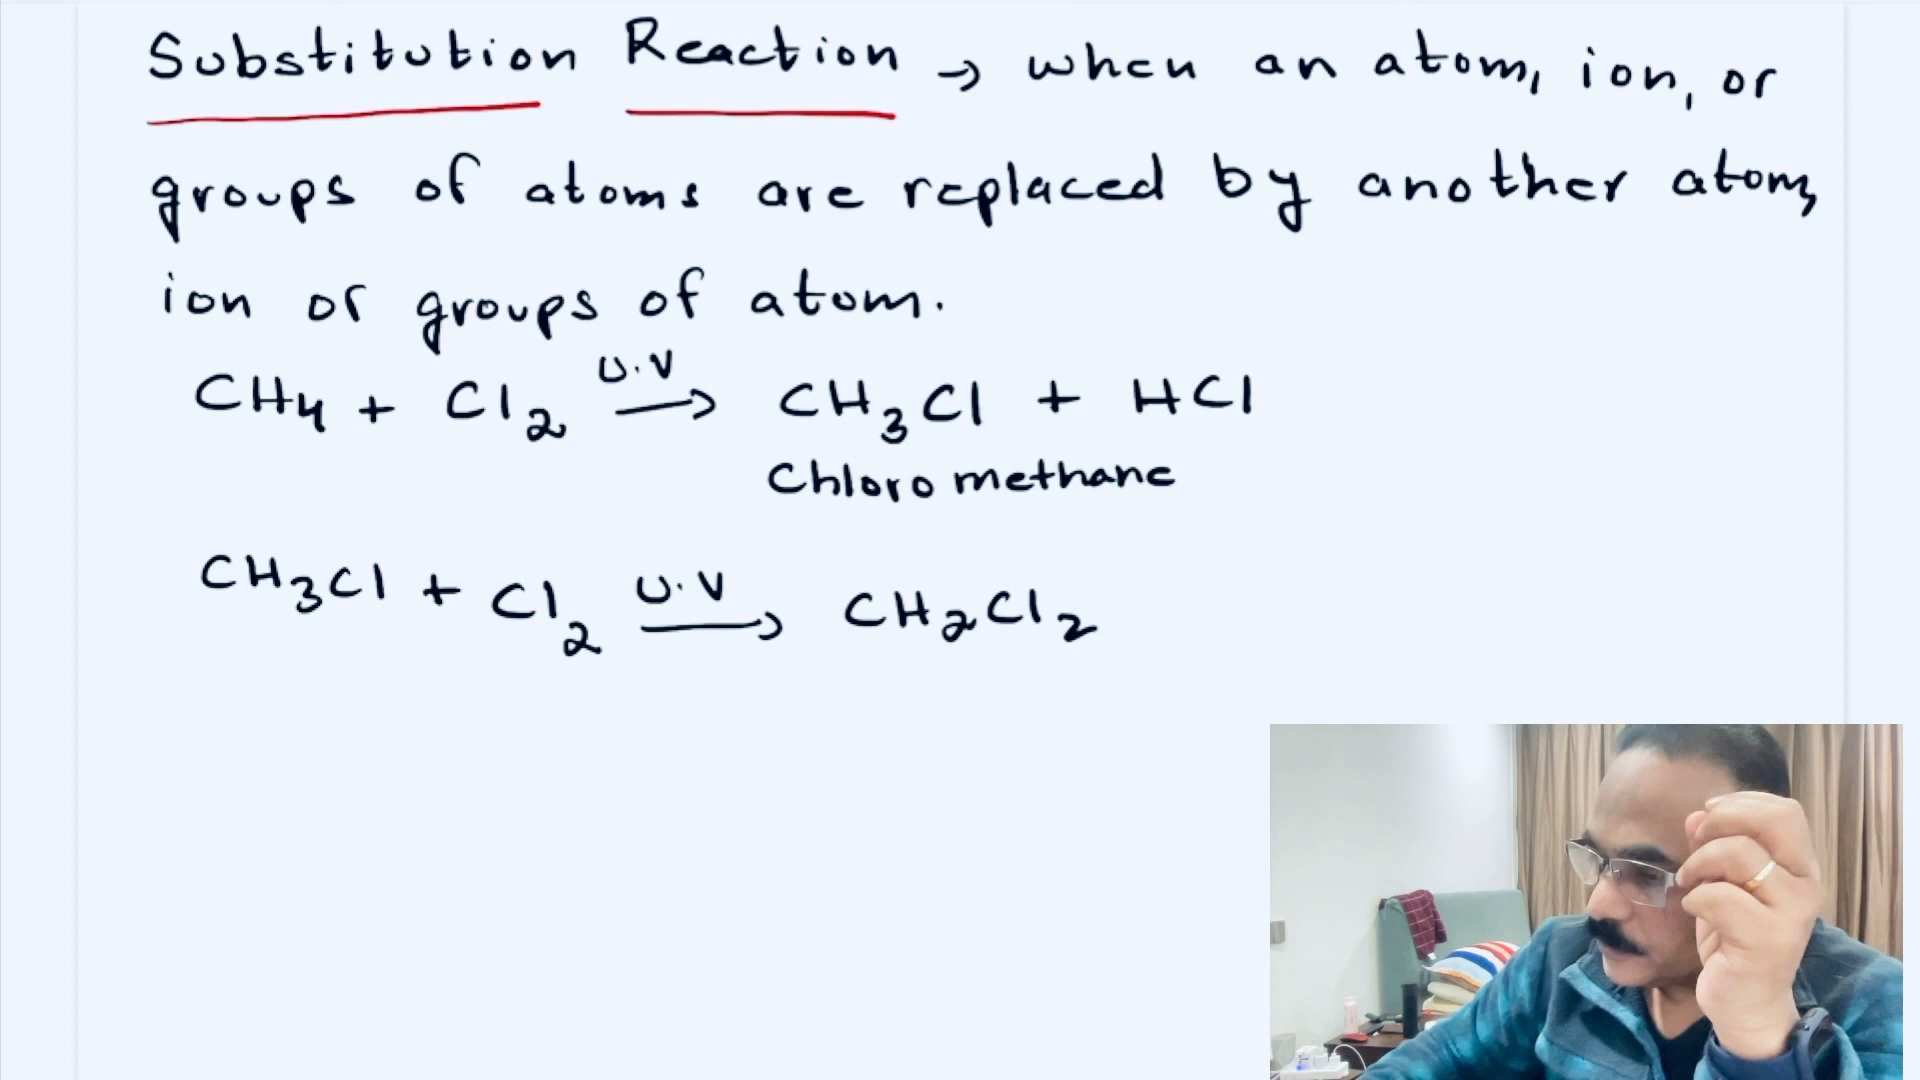 Substitution Reaction → when an atom, ion, or
groups of atoms are replaced by another atom,
ion or groups of atom.
CH₄ + Cl₂ U.V → CH₃Cl + HCl
Chloro methane
CH₃Cl + Cl₂ U.V → CH₂Cl₂